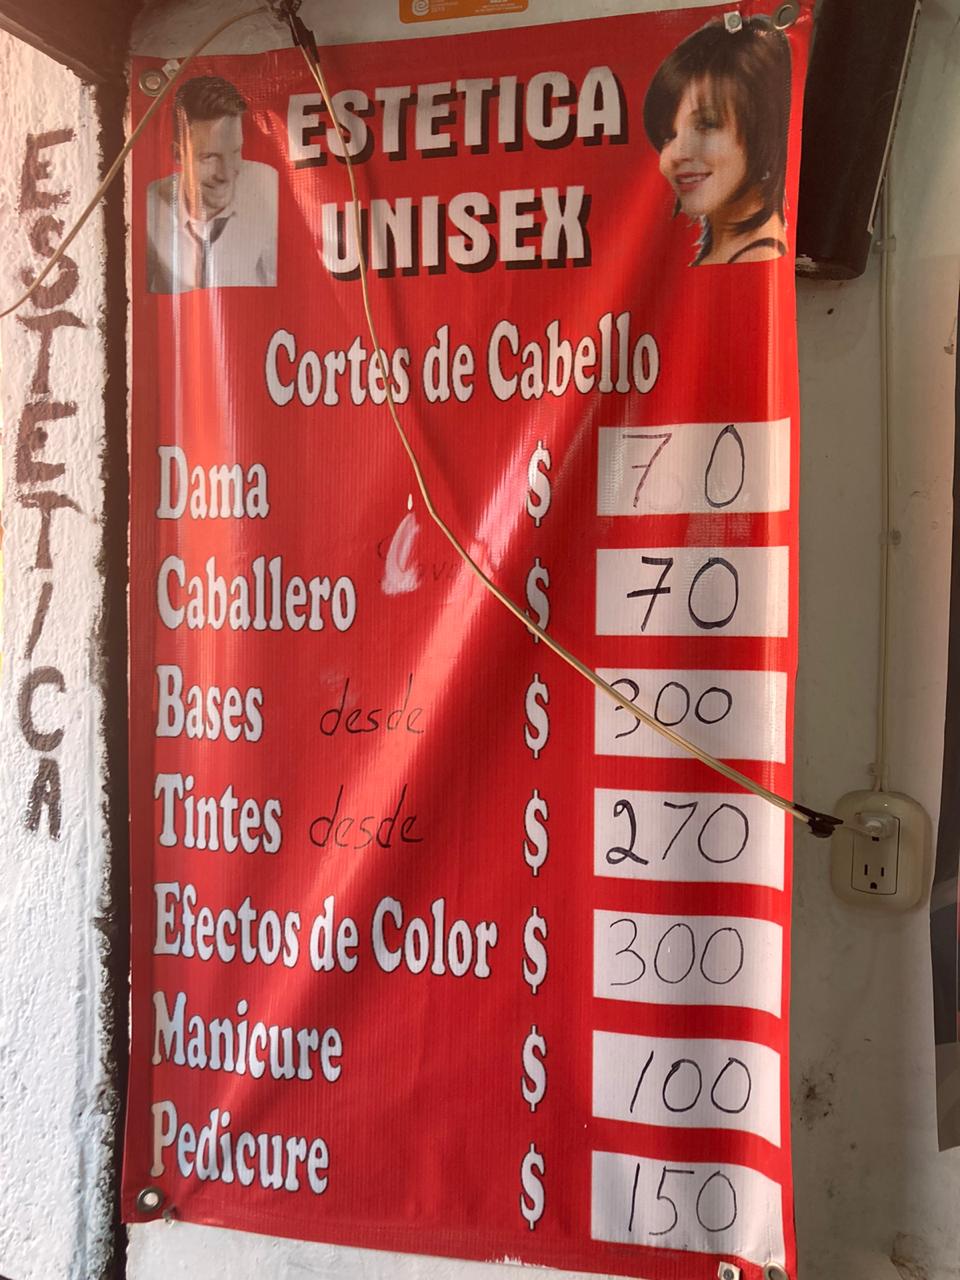 ESTETICA
ESTETICA
UNISEX
Cortes de Cabello
Dama $ 70
Caballero $ 70
Bases desde $ 300
Tintes desde $ 270
Efectos de Color $ 300
Manicure $ 100
Pedicure $ 150